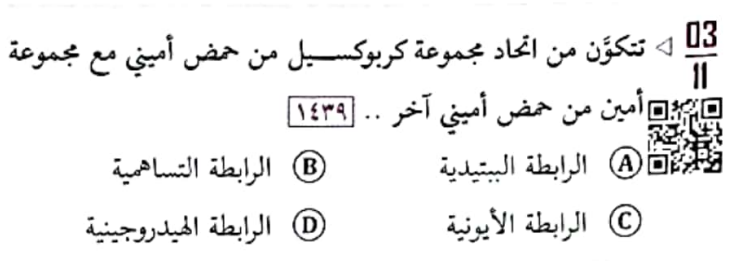 03
11
◁ تتكوَّن من اتحاد مجموعة كربوكسيل من حمض أميني مع مجموعة
أمين من حمض أميني آخر .. ١٤٣٩
A الرابطة الببتيدية
B الرابطة التساهمية
C الرابطة الأيونية
D الرابطة الهيدروجينية